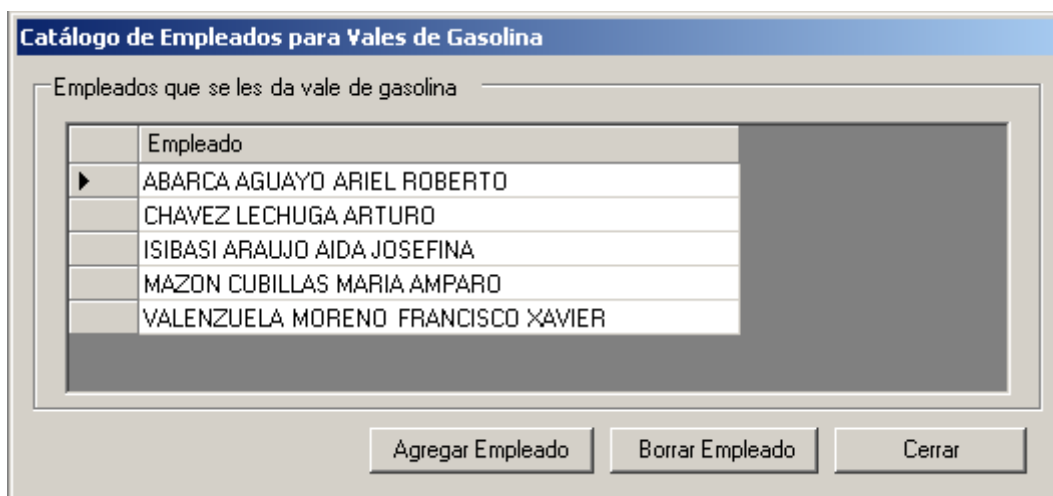 Catálogo de Empleados para Vales de Gasolina
Empleados que se les da vale de gasolina
Empleado
ABARCA AGUAYO ARIEL ROBERTO
CHAVEZ LECHUGA ARTURO
ISIBASI ARAUJO AIDA JOSEFINA
MAZON CUBILLAS MARIA AMPARO
VALENZUELA MORENO FRANCISCO XAVIER
Agregar Empleado Borrar Empleado Cerrar